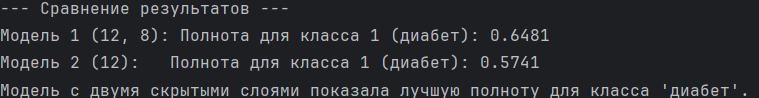 --- Сравнение результатов ---
Модель 1 (12, 8): Полнота для класса 1 (диабет): 0.6481
Модель 2 (12):   Полнота для класса 1 (диабет): 0.5741
Модель с двумя скрытыми слоями показала лучшую полноту для класса 'диабет'.